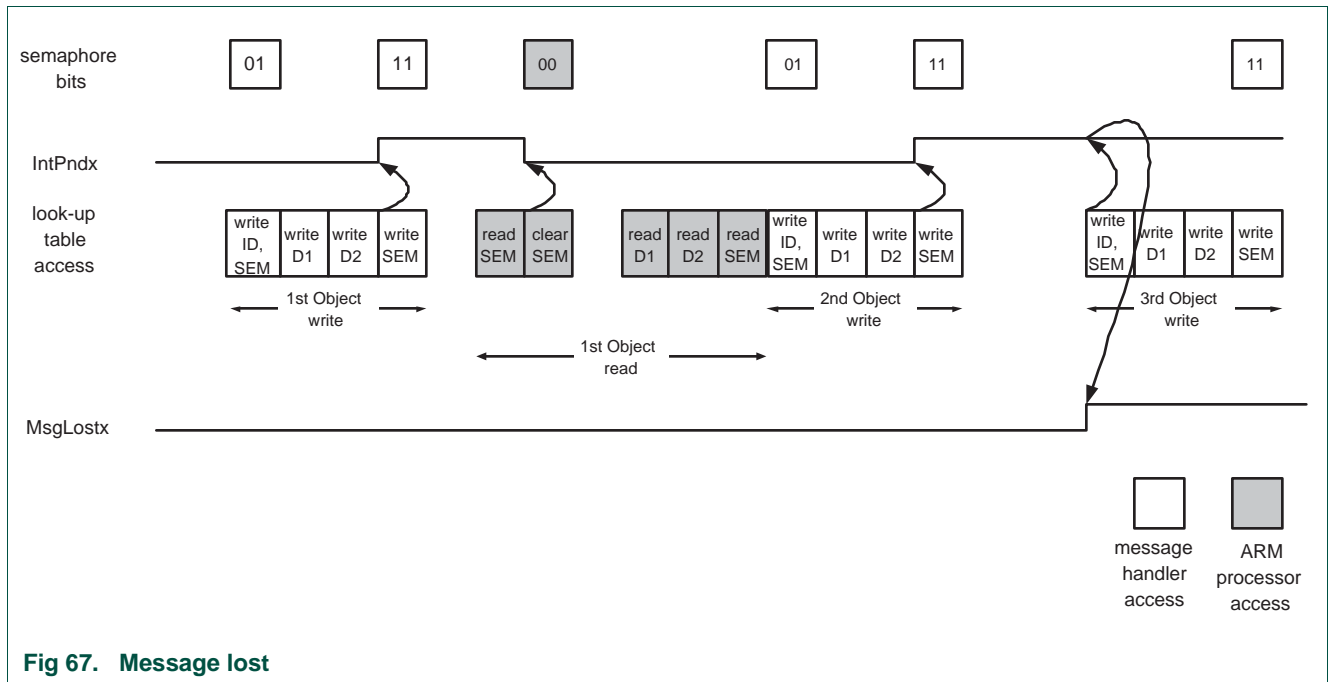 semaphore
bits
01
11
00
01
11
11
IntPndx
look-up
table
access
write
ID,
SEM
write
D1
write
D2
write
SEM
read
SEM
clear
SEM
read
D1
read
D2
read
SEM
write
ID,
SEM
write
D1
write
D2
write
SEM
write
ID,
SEM
write
D1
write
D2
write
SEM
1st Object
write
2nd Object
write
3rd Object
write
1st Object
read
MsgLostx
message
handler
access
ARM
processor
access
Fig 67. Message lost